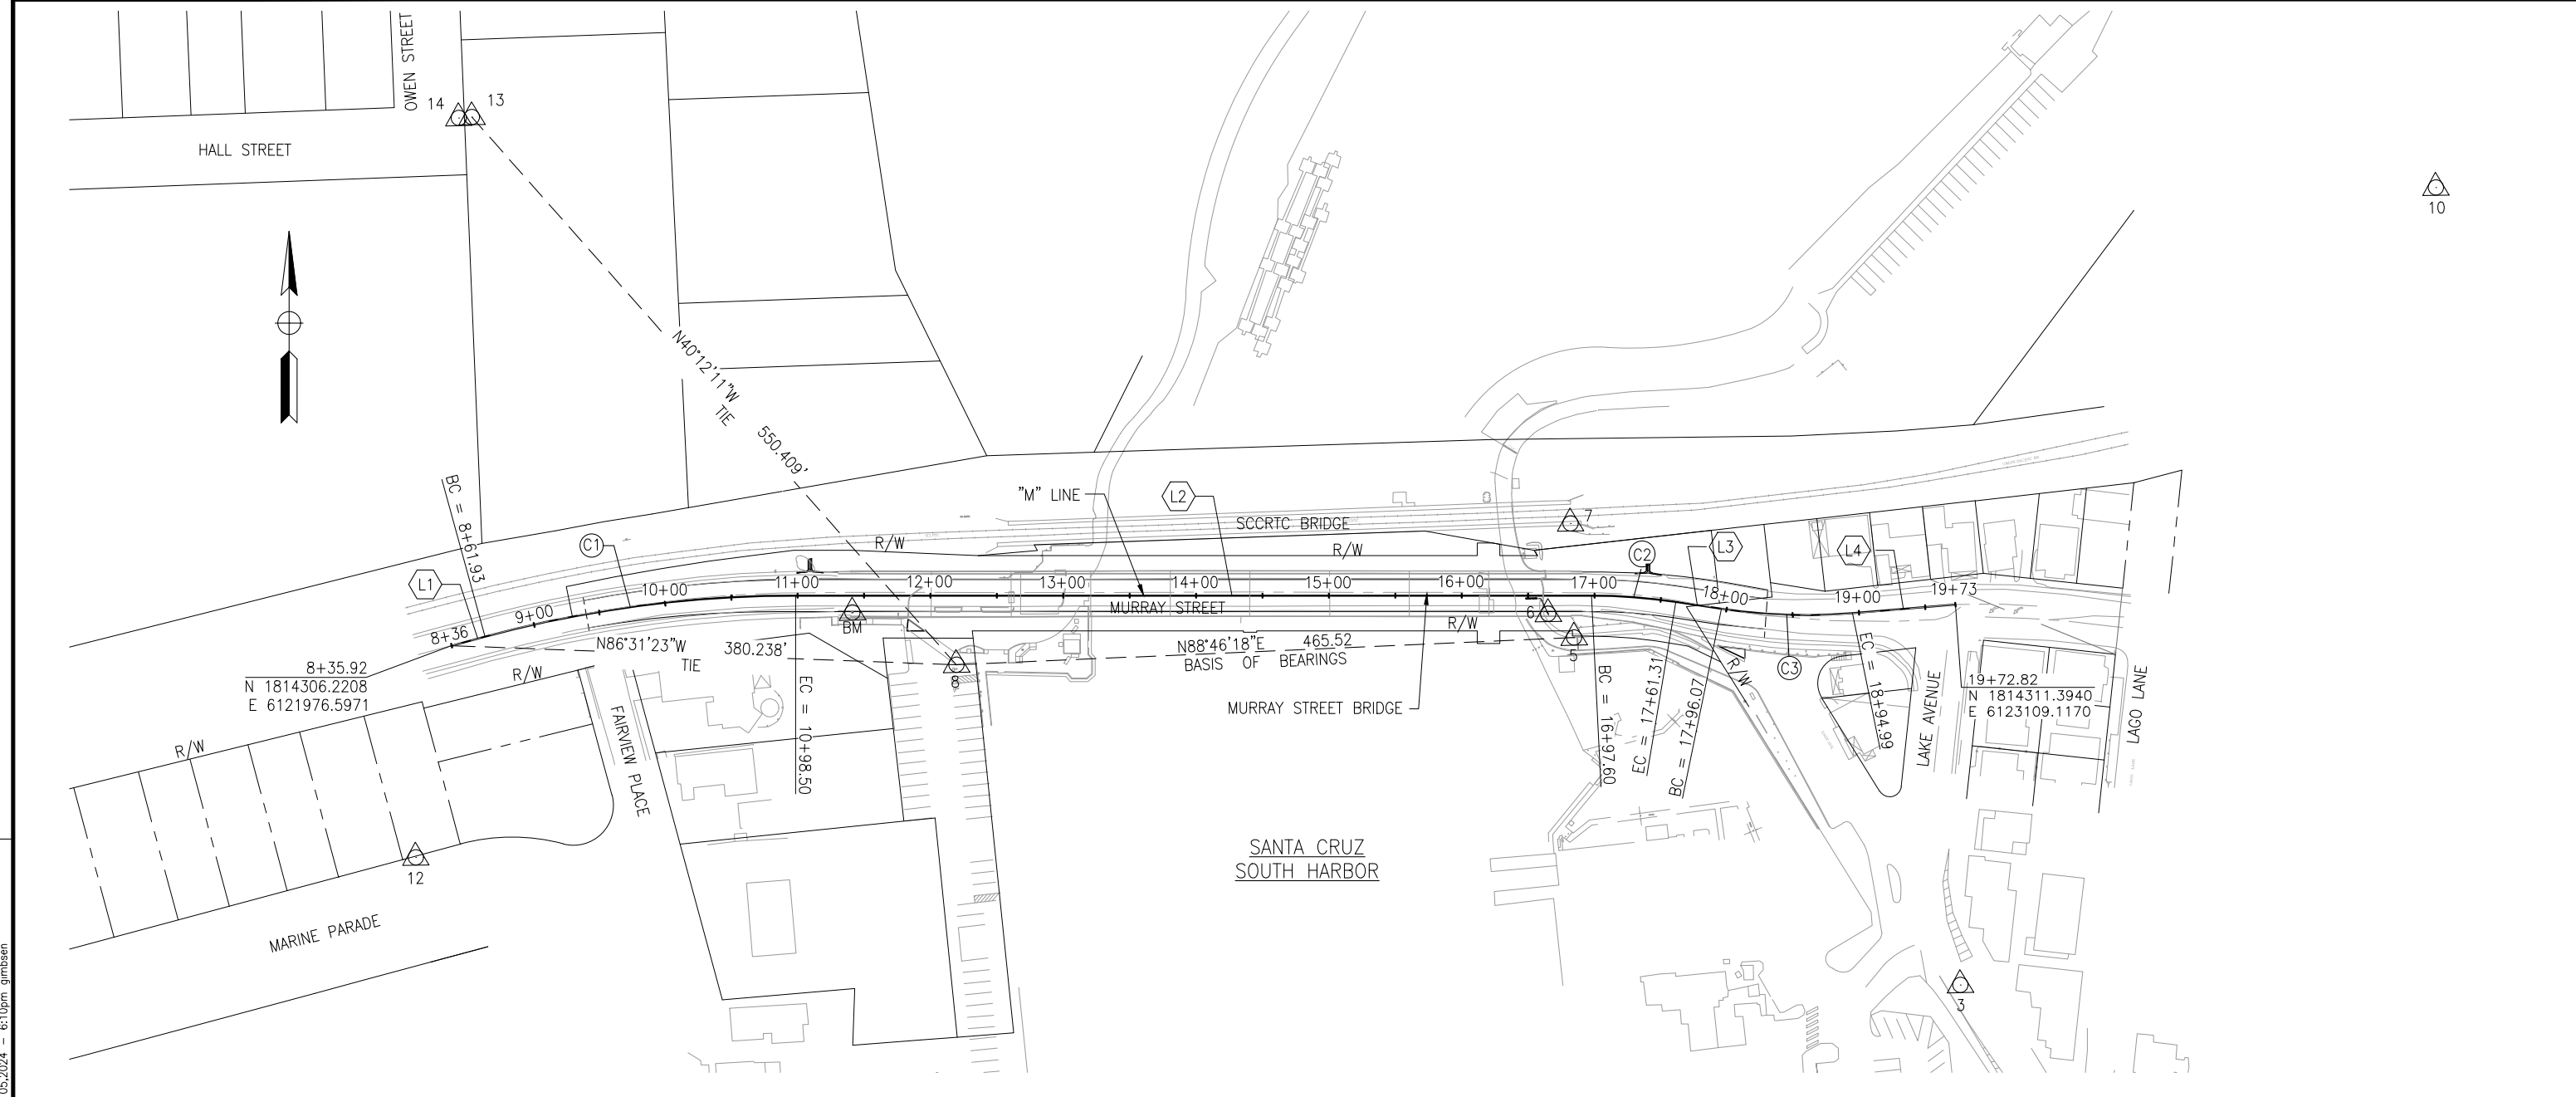 OWEN STREET
14
13
HALL STREET
10
N40°12'11"W
TIE
550.409'
BC = 8+61.93
"M" LINE
L2
SCCRTC BRIDGE
7
R/W
R/W
C1
C2
L3
L4
L1
8+36
9+00
10+00
11+00
12+00
13+00
14+00
15+00
16+00
17+00
18+00
19+00
19+73
MURRAY STREET
BM
6
R/W
5
N86°31'23"W
TIE
380.238'
8
N88°46'18"E
465.52
BASIS OF BEARINGS
8+35.92
N 1814306.2208
E 6121976.5971
R/W
R/W
R/W
C3
EC = 10+98.50
MURRAY STREET BRIDGE
BC = 16+97.60
EC = 17+61.31
BC = 17+96.07
EC = 18+94.99
19+72.82
N 1814311.3940
E 6123109.1170
LAKE AVENUE
LAGO LANE
FAIRVIEW PLACE
12
MARINE PARADE
SANTA CRUZ
SOUTH HARBOR
3
05,2024 - 6:10pm gimbsen